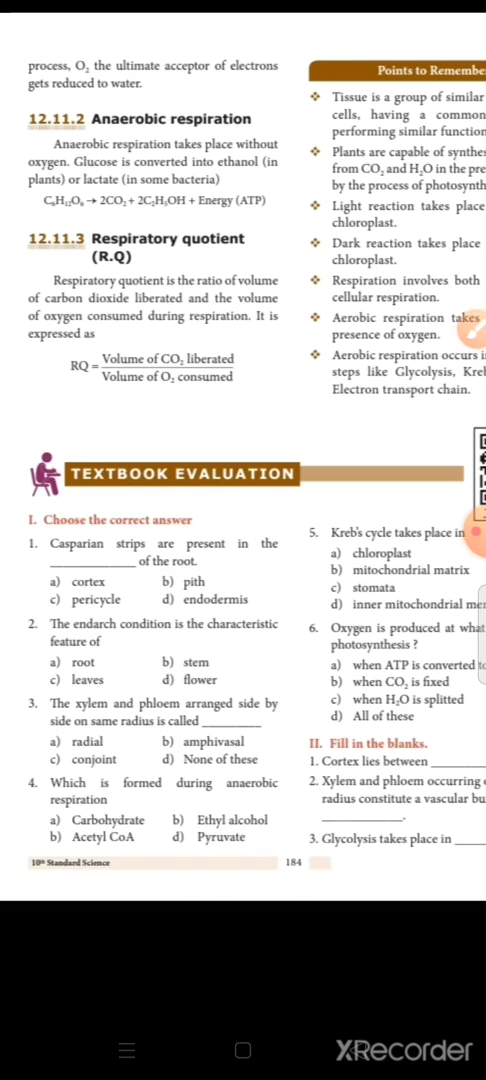 process, O₂ the ultimate acceptor of electrons
gets reduced to water.
12.11.2 Anaerobic respiration
Anaerobic respiration takes place without
oxygen. Glucose is converted into ethanol (in
plants) or lactate (in some bacteria)
C₆H₁₂O₆ → 2CO₂ + 2C₂H₅OH + Energy (ATP)
12.11.3 Respiratory quotient
(R.Q)
Respiratory quotient is the ratio of volume
of carbon dioxide liberated and the volume
of oxygen consumed during respiration. It is
expressed as
RQ = Volume of CO₂ liberated
Volume of O₂ consumed
Points to Remembe
❖ Tissue is a group of similar
cells, having a common
performing similar function
❖ Plants are capable of synthes
from CO₂ and H₂O in the pre
by the process of photosynth
❖ Light reaction takes place
chloroplast.
❖ Dark reaction takes place
chloroplast.
❖ Respiration involves both
cellular respiration.
❖ Aerobic respiration takes
presence of oxygen.
❖ Aerobic respiration occurs i
steps like Glycolysis, Kre
Electron transport chain.
TEXTBOOK EVALUATION
I. Choose the correct answer
1. Casparian strips are present in the
____________ of the root.
a) cortex b) pith
c) pericycle d) endodermis
2. The endarch condition is the characteristic
feature of
a) root b) stem
c) leaves d) flower
3. The xylem and phloem arranged side by
side on same radius is called _________
a) radial b) amphivasal
c) conjoint d) None of these
4. Which is formed during anaerobic
respiration
a) Carbohydrate b) Ethyl alcohol
b) Acetyl CoA d) Pyruvate
5. Kreb's cycle takes place in
a) chloroplast
b) mitochondrial matrix
c) stomata
d) inner mitochondrial me
6. Oxygen is produced at what
photosynthesis ?
a) when ATP is converted to
b) when CO₂ is fixed
c) when H₂O is splitted
d) All of these
II. Fill in the blanks.
1. Cortex lies between ________
2. Xylem and phloem occurring
radius constitute a vascular bu
____________.
3. Glycolysis takes place in _____
10th Standard Science
184
XRecorder